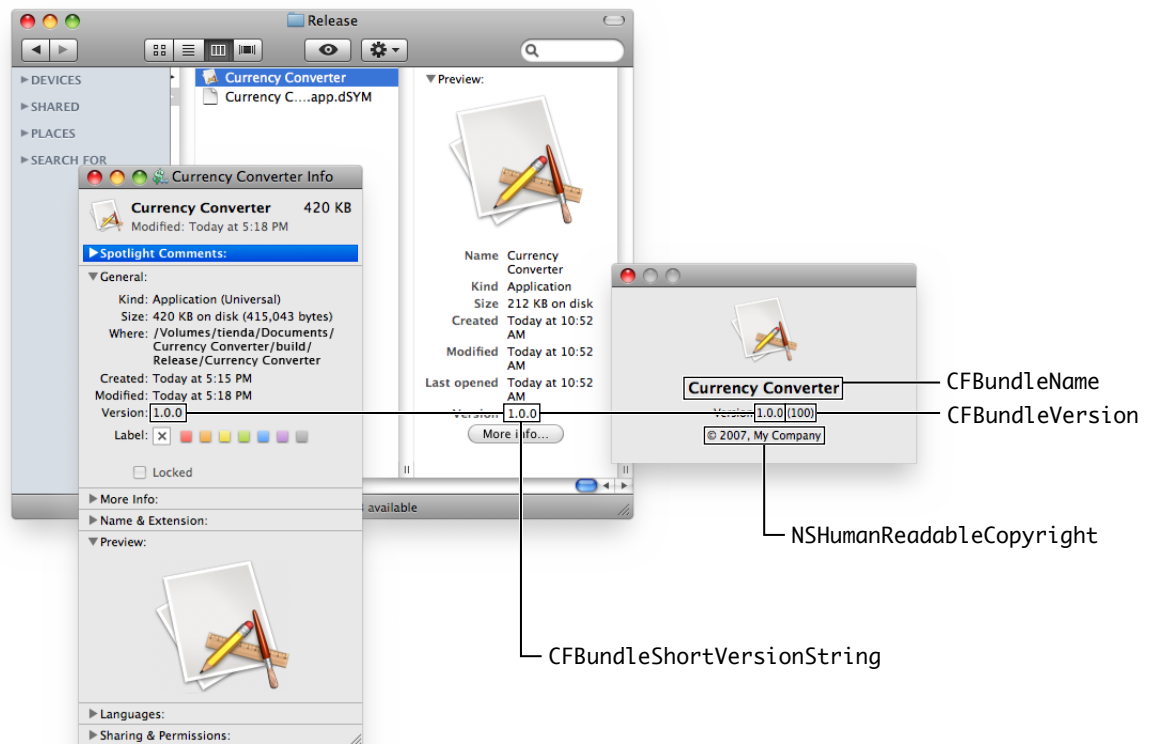 Release
DEVICES
SHARED
PLACES
SEARCH FOR
Currency Converter
Currency C....app.dSYM
Preview:
Name Currency
Converter
Kind Application
Size 212 KB on disk
Created Today at 10:52
AM
Modified Today at 10:52
AM
Last opened Today at 10:52
AM
Version 1.0.0
More info...
available
Currency Converter Info
Currency Converter 420 KB
Modified: Today at 5:18 PM
Spotlight Comments:
General:
Kind: Application (Universal)
Size: 420 KB on disk (415,043 bytes)
Where: /Volumes/tienda/Documents/
Currency Converter/build/
Release/Currency Converter
Created: Today at 5:15 PM
Modified: Today at 5:18 PM
Version: 1.0.0
Label:
Locked
More Info:
Name & Extension:
Preview:
Languages:
Sharing & Permissions:
Currency Converter
Version 1.0.0 (100)
© 2007, My Company
CFBundleName
CFBundleVersion
NSHumanReadableCopyright
CFBundleShortVersionString